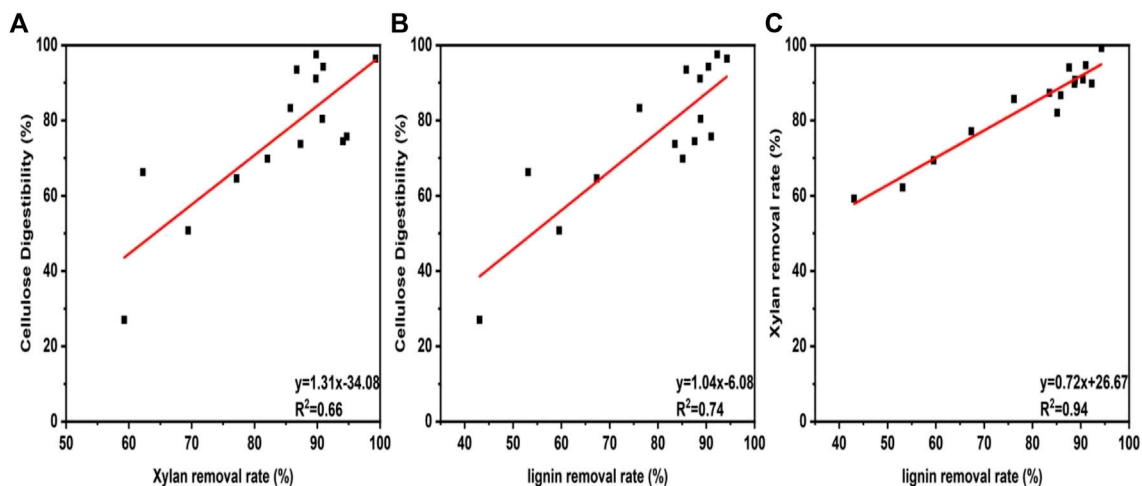 A
Cellulose Digestibility (%)
100
80
60
40
20
0
y=1.31x-34.08
R²=0.66
50 60 70 80 90 100
Xylan removal rate (%)
B
Cellulose Digestibility (%)
100
80
60
40
20
0
y=1.04x-6.08
R²=0.74
40 50 60 70 80 90 100
lignin removal rate (%)
C
Xylan removal rate (%)
100
80
60
40
20
0
y=0.72x+26.67
R²=0.94
40 50 60 70 80 90 100
lignin removal rate (%)